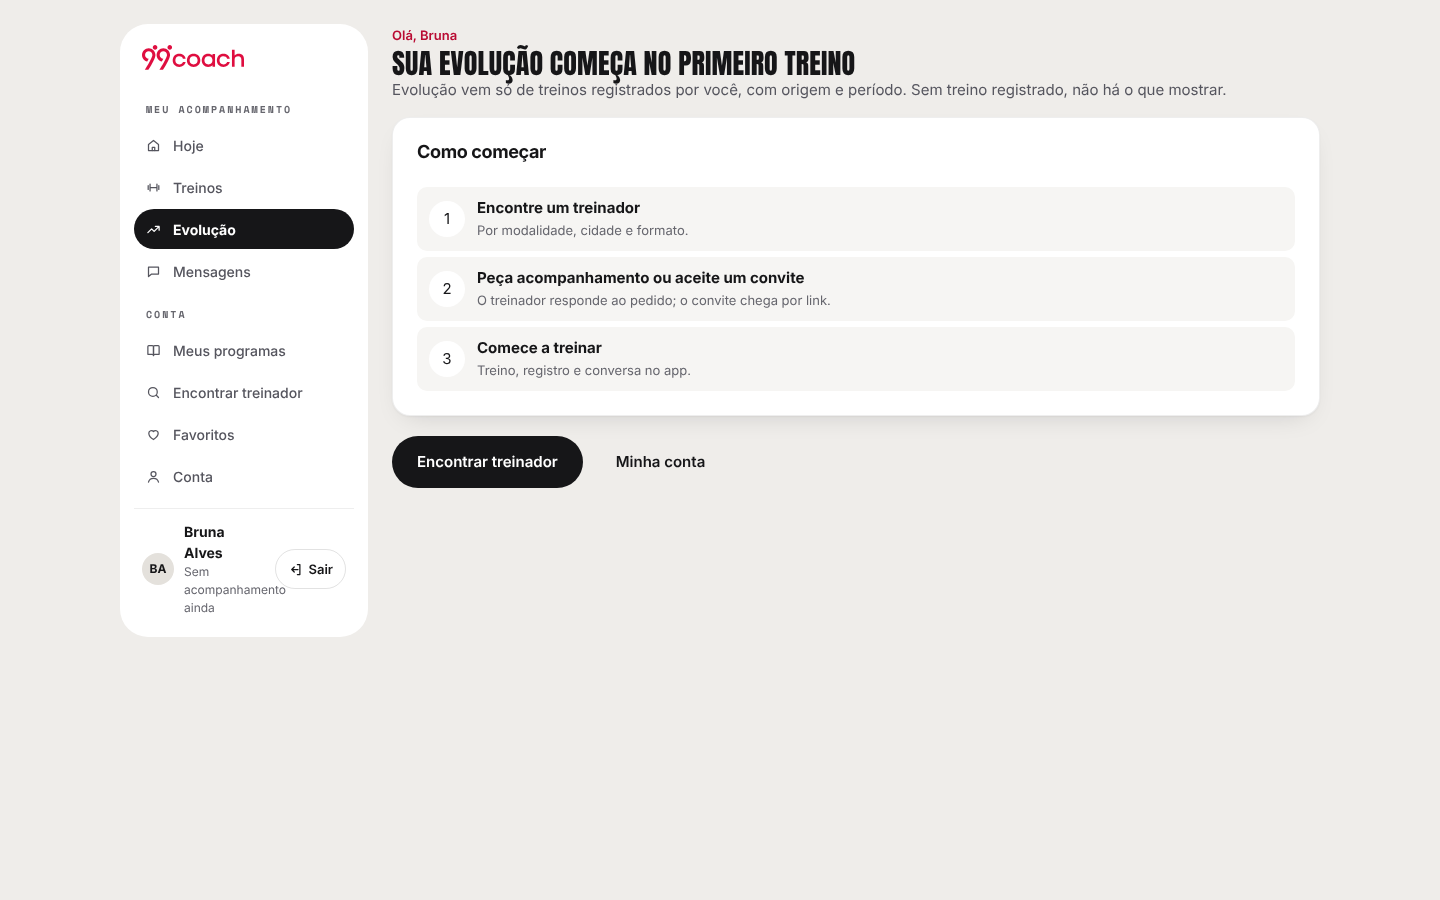 99coach
MEU ACOMPANHAMENTO
Hoje
Treinos
Evolução
Mensagens
CONTA
Meus programas
Encontrar treinador
Favoritos
Conta
BA
Bruna
Alves
Sem
acompanhamento
ainda
Sair
Olá, Bruna
SUA EVOLUÇÃO COMEÇA NO PRIMEIRO TREINO
Evolução vem só de treinos registrados por você, com origem e período. Sem treino registrado, não há o que mostrar.
Como começar
1
Encontre um treinador
Por modalidade, cidade e formato.
2
Peça acompanhamento ou aceite um convite
O treinador responde ao pedido; o convite chega por link.
3
Comece a treinar
Treino, registro e conversa no app.
Encontrar treinador
Minha conta